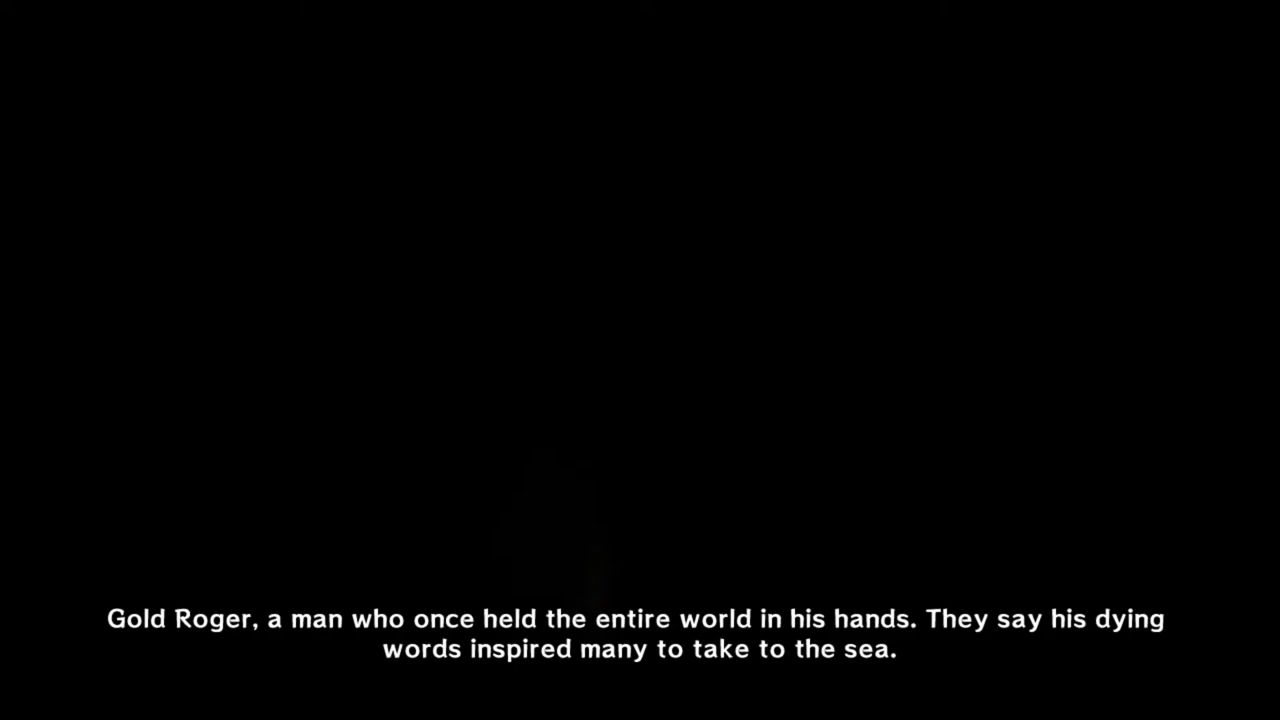 Gold Roger, a man who once held the entire world in his hands. They say his dying
words inspired many to take to the sea.